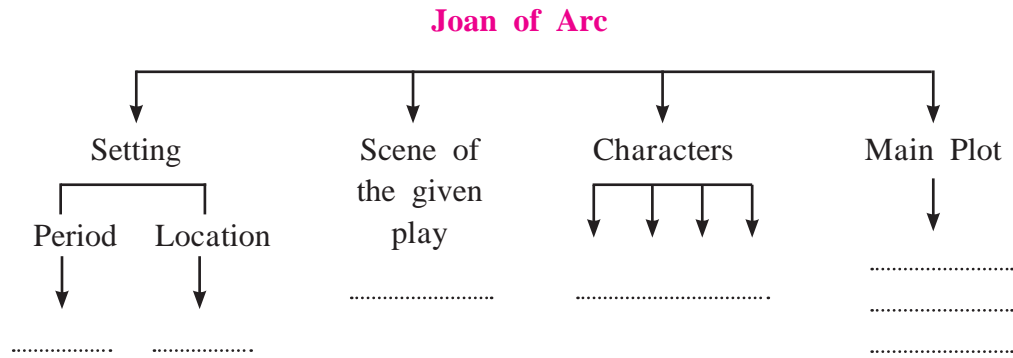 Joan of Arc
Setting
Scene of
the given
play
Characters
Main Plot
Period
Location